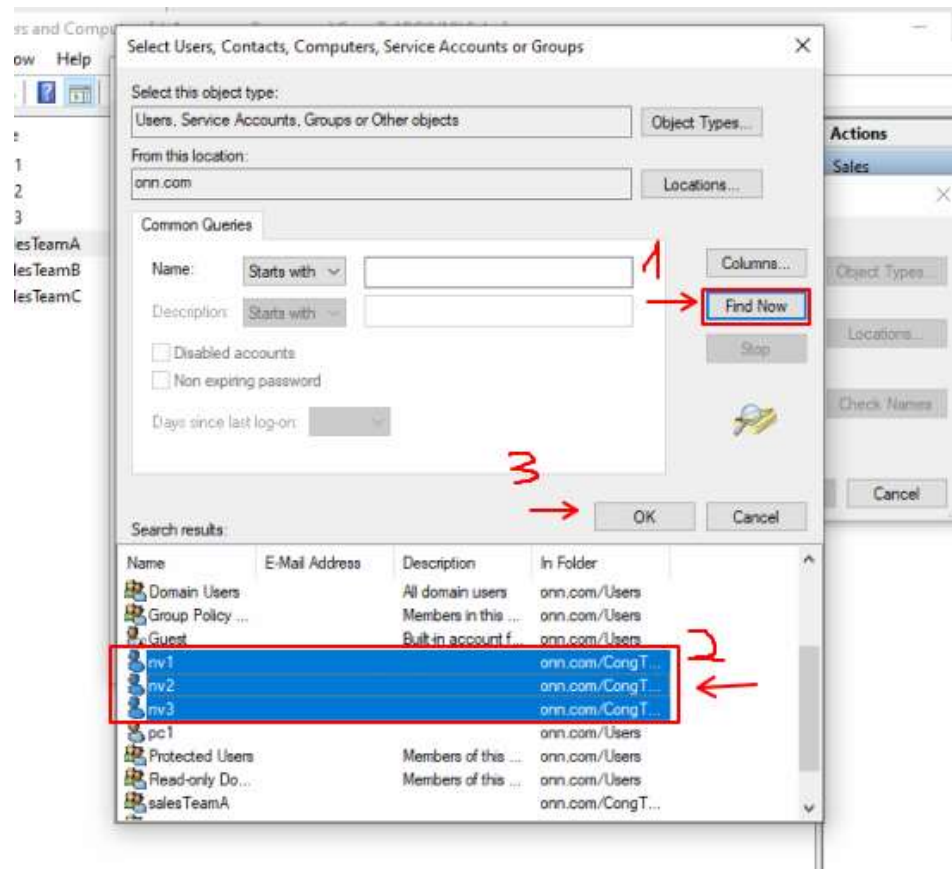 Select Users, Contacts, Computers, Service Accounts or Groups
ow Help
Select this object type:
Users, Service Accounts, Groups or Other objects
Object Types...
From this location:
onn.com
Locations...
Common Queries
Name:
Starts with
Description:
Starts with
Disabled accounts
Non expiring password
Days since last log-on:
1
Columns...
Find Now
Stop
3
OK
Cancel
Search results:
Name E-Mail Address Description In Folder
Domain Users All domain users onn.com/Users
Group Policy ... Members in this ... onn.com/Users
Guest Built-in account f... onn.com/Users
nv1 onn.com/CongT...
nv2 onn.com/CongT...
nv3 onn.com/CongT...
pc1 onn.com/Users
Protected Users Members of this ... onn.com/Users
Read-only Do... Members of this ... onn.com/Users
salesTeamA onn.com/CongT...
2
1
2
3
lesTeamA
lesTeamB
lesTeamC
Actions
Sales
Object Types...
Locations...
Check Names
Cancel